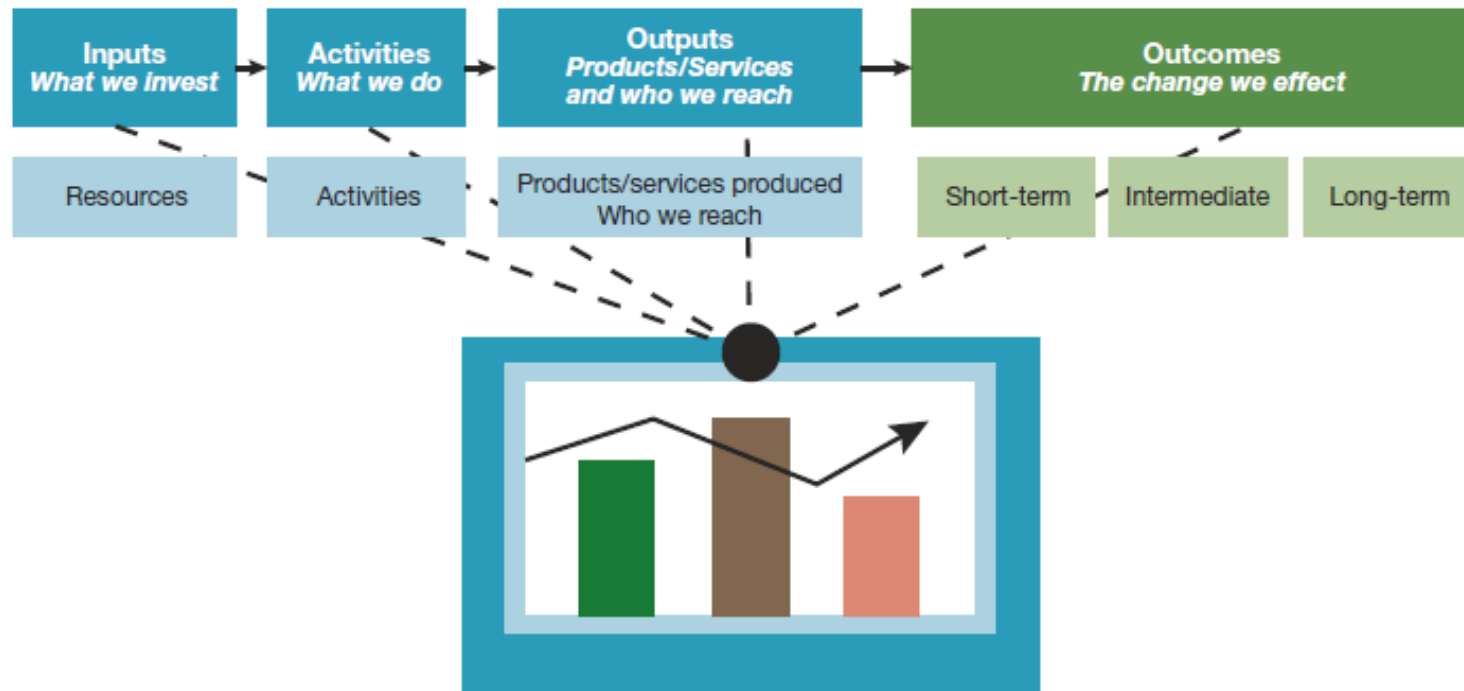 Inputs
What we invest
Activities
What we do
Outputs
Products/Services
and who we reach
Outcomes
The change we effect
Resources
Activities
Products/services produced
Who we reach
Short-term
Intermediate
Long-term